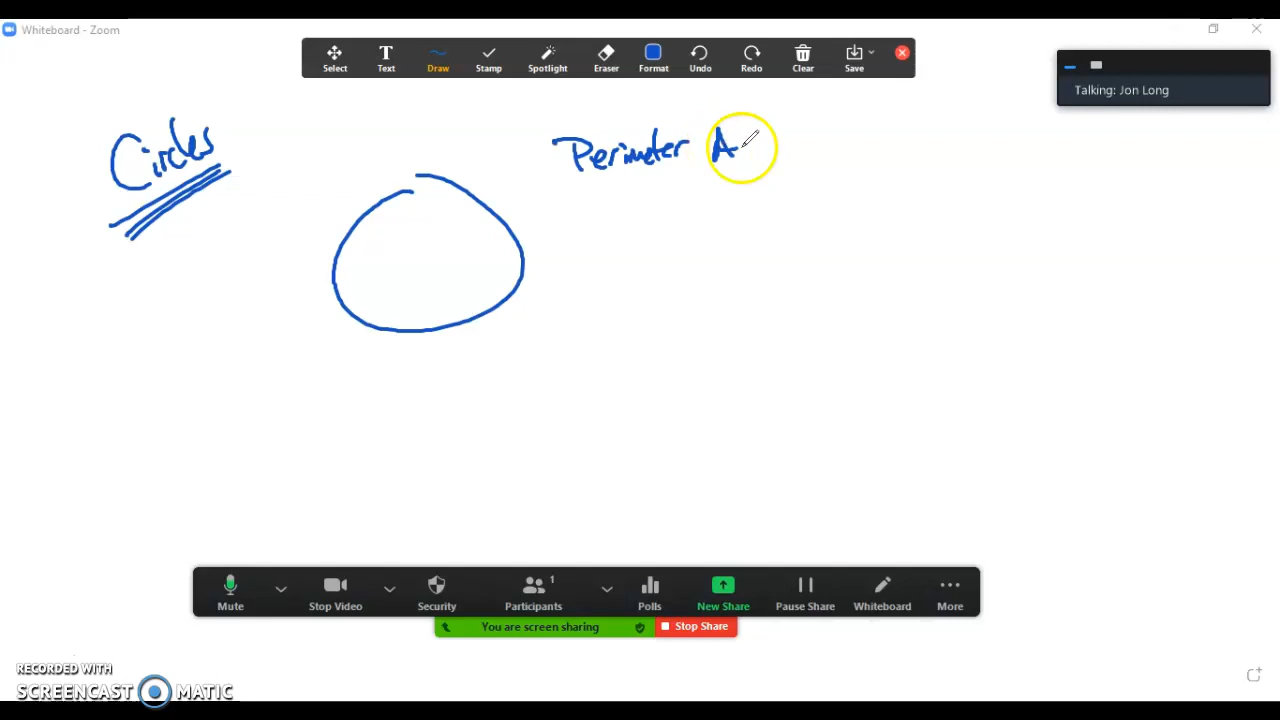 Whiteboard - Zoom
Select Text Draw Stamp Spotlight Eraser Format Undo Redo Clear Save
Talking: Jon Long
Circles
Perimeter A
Mute Stop Video Security Participants 1 Polls New Share Pause Share Whiteboard More
You are screen sharing Stop Share
RECORDED WITH
SCREENCAST MATIC